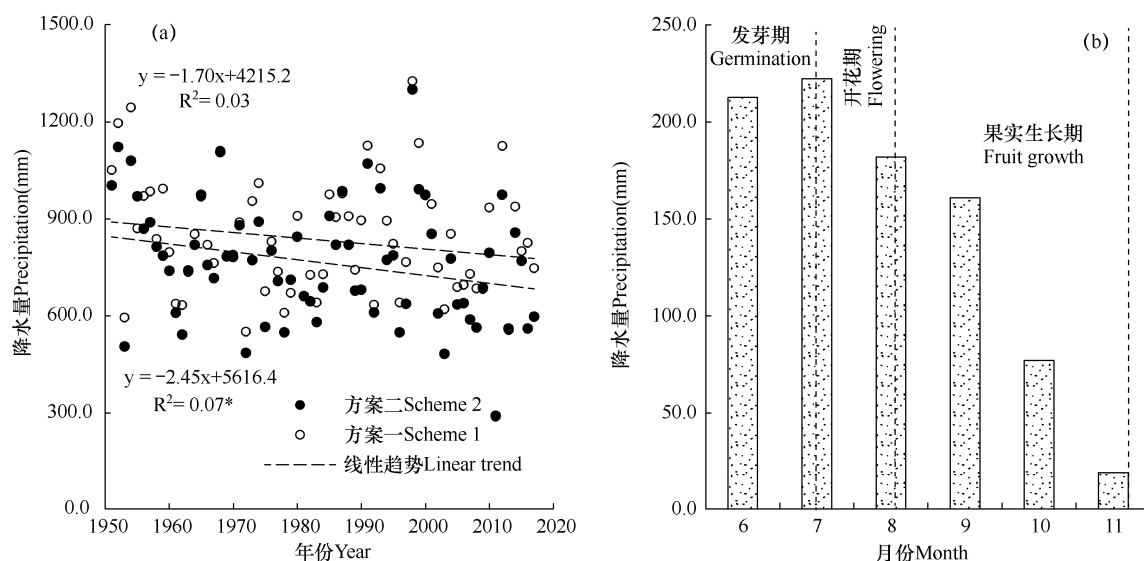 (a)
y = −1.70x+4215.2
R²= 0.03
y = −2.45x+5616.4
R²= 0.07*
方案二Scheme 2
方案一Scheme 1
线性趋势Linear trend
降水量Precipitation(mm)
1500.0
1200.0
900.0
600.0
300.0
0.0
1950 1960 1970 1980 1990 2000 2010 2020
年份Year
(b)
发芽期
Germination
开花期
Flowering
果实生长期
Fruit growth
降水量Precipitation(mm)
250.0
200.0
150.0
100.0
50.0
0.0
6 7 8 9 10 11
月份Month